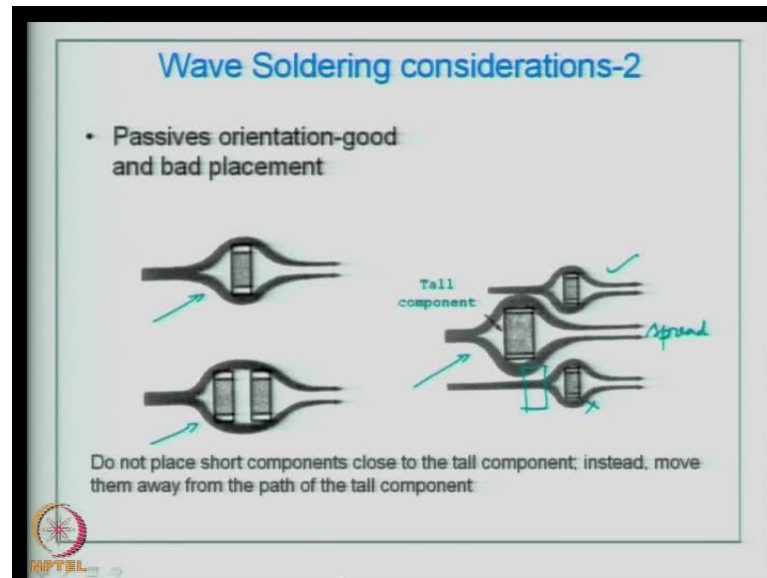 Wave Soldering considerations-2
• Passives orientation-good
and bad placement
Tall
component
Spread
Do not place short components close to the tall component; instead, move
them away from the path of the tall component
NPTEL